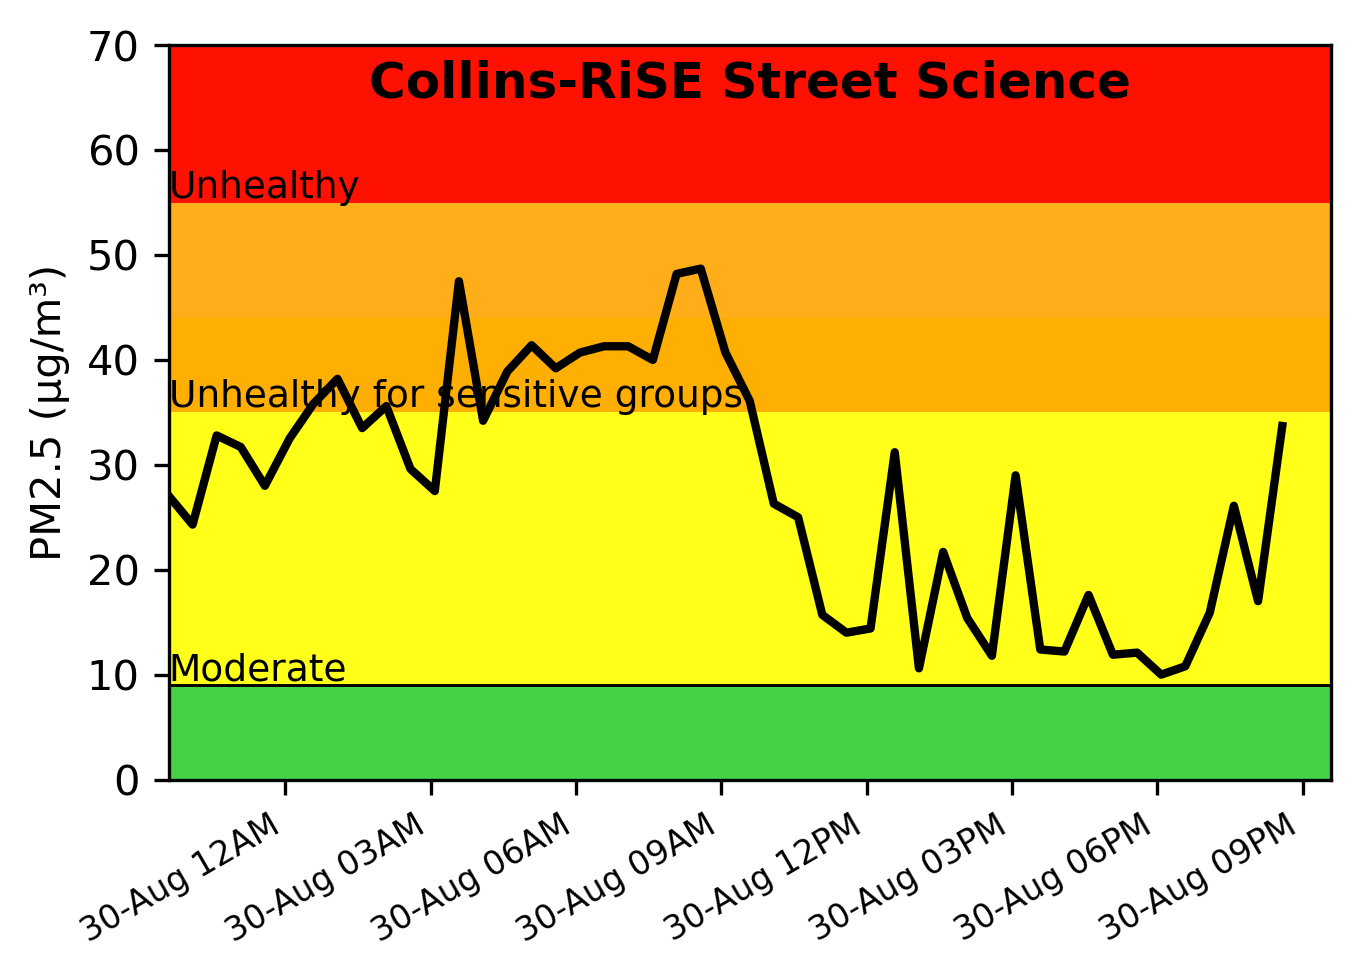 Collins-RiSE Street Science
70
60
50
40
30
20
10
0
PM2.5 (μg/m³)
Unhealthy
Unhealthy for sensitive groups
Moderate
30-Aug 12AM
30-Aug 03AM
30-Aug 06AM
30-Aug 09AM
30-Aug 12PM
30-Aug 03PM
30-Aug 06PM
30-Aug 09PM